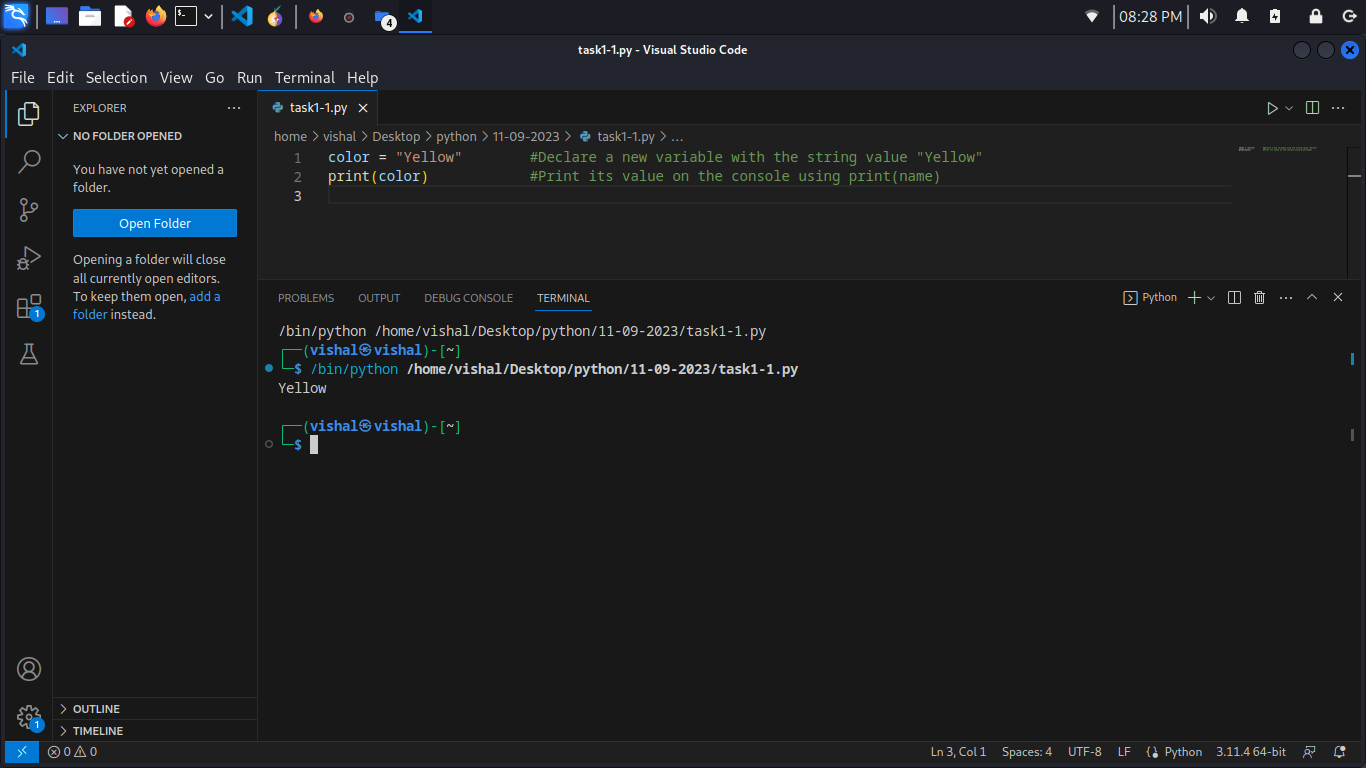 4
08:28 PM
task1-1.py - Visual Studio Code
File Edit Selection View Go Run Terminal Help
EXPLORER
NO FOLDER OPENED
You have not yet opened a
folder.
Open Folder
Opening a folder will close
all currently open editors.
To keep them open, add a
folder instead.
1
OUTLINE
1
TIMELINE
task1-1.py
home > vishal > Desktop > python > 11-09-2023 > task1-1.py > ...
1 color = "Yellow" #Declare a new variable with the string value "Yellow"
2 print(color) #Print its value on the console using print(name)
3
PROBLEMS OUTPUT DEBUG CONSOLE TERMINAL Python
/bin/python /home/vishal/Desktop/python/11-09-2023/task1-1.py
┌──(vishal㉿vishal)-[~]
└─$ /bin/python /home/vishal/Desktop/python/11-09-2023/task1-1.py
Yellow
┌──(vishal㉿vishal)-[~]
└─$
0 0 Ln 3, Col 1 Spaces: 4 UTF-8 LF Python 3.11.4 64-bit